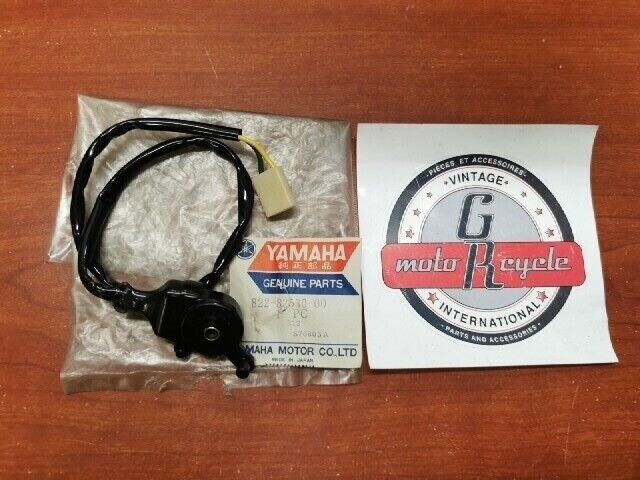 YAMAHA
純正部品
GENUINE PARTS
822-82530-00
1 PC
YAMAHA MOTOR CO.,LTD
MADE IN JAPAN
·PIÈCES ET ACCESSOIRES·
VINTAGE
G
moto R cycle
INTERNATIONAL
·PARTS AND ACCESSORIES·